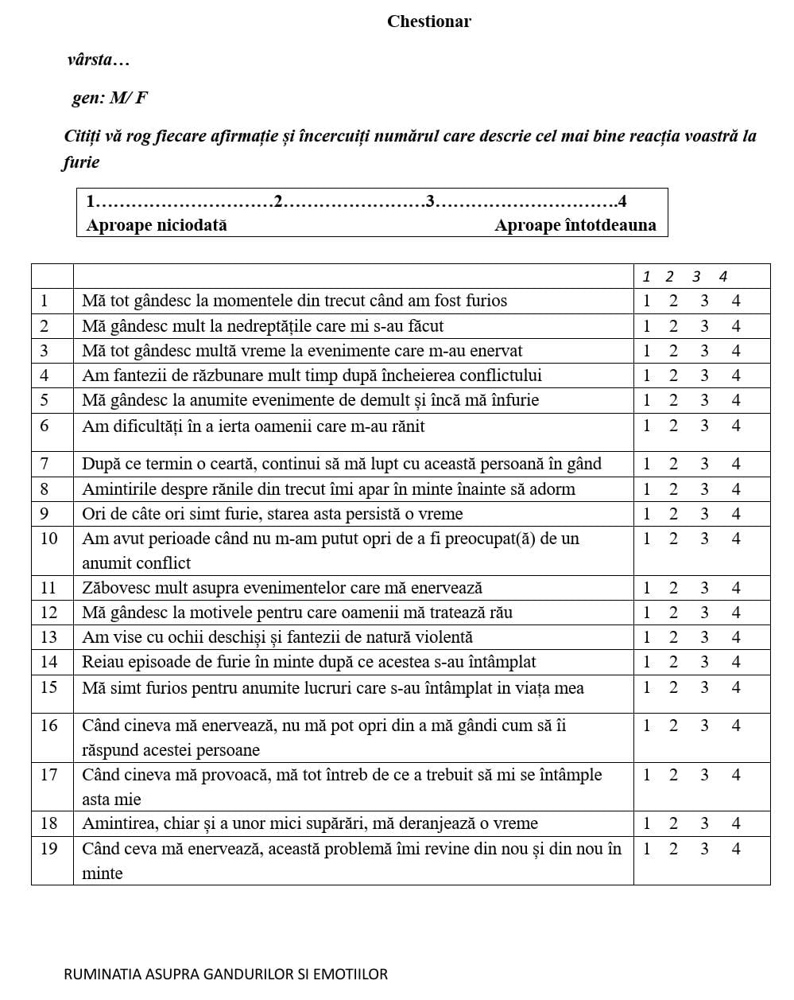 Chestionar
vârsta…
gen: M/ F
Citiți vă rog fiecare afirmație și încercuiți numărul care descrie cel mai bine reacția voastră la
furie
1…………………………2……………………3………………………….4
Aproape niciodată Aproape întotdeauna
1 2 3 4
1 Mă tot gândesc la momentele din trecut când am fost furios 1 2 3 4
2 Mă gândesc mult la nedreptățile care mi s-au făcut 1 2 3 4
3 Mă tot gândesc multă vreme la evenimente care m-au enervat 1 2 3 4
4 Am fantezii de răzbunare mult timp după încheierea conflictului 1 2 3 4
5 Mă gândesc la anumite evenimente de demult și încă mă înfurie 1 2 3 4
6 Am dificultăți în a ierta oamenii care m-au rănit 1 2 3 4
7 După ce termin o ceartă, continui să mă lupt cu această persoană în gând 1 2 3 4
8 Amintirile despre rănile din trecut îmi apar în minte înainte să adorm 1 2 3 4
9 Ori de câte ori simt furie, starea asta persistă o vreme 1 2 3 4
10 Am avut perioade când nu m-am putut opri de a fi preocupat(ă) de un 1 2 3 4
anumit conflict
11 Zăbovesc mult asupra evenimentelor care mă enervează 1 2 3 4
12 Mă gândesc la motivele pentru care oamenii mă tratează rău 1 2 3 4
13 Am vise cu ochii deschiși și fantezii de natură violentă 1 2 3 4
14 Reiau episoade de furie în minte după ce acestea s-au întâmplat 1 2 3 4
15 Mă simt furios pentru anumite lucruri care s-au întâmplat in viața mea 1 2 3 4
16 Când cineva mă enervează, nu mă pot opri din a mă gândi cum să îi 1 2 3 4
răspund acestei persoane
17 Când cineva mă provoacă, mă tot întreb de ce a trebuit să mi se întâmple 1 2 3 4
asta mie
18 Amintirea, chiar și a unor mici supărări, mă deranjează o vreme 1 2 3 4
19 Când ceva mă enervează, această problemă îmi revine din nou și din nou în 1 2 3 4
minte
RUMINATIA ASUPRA GANDURILOR SI EMOTIILOR